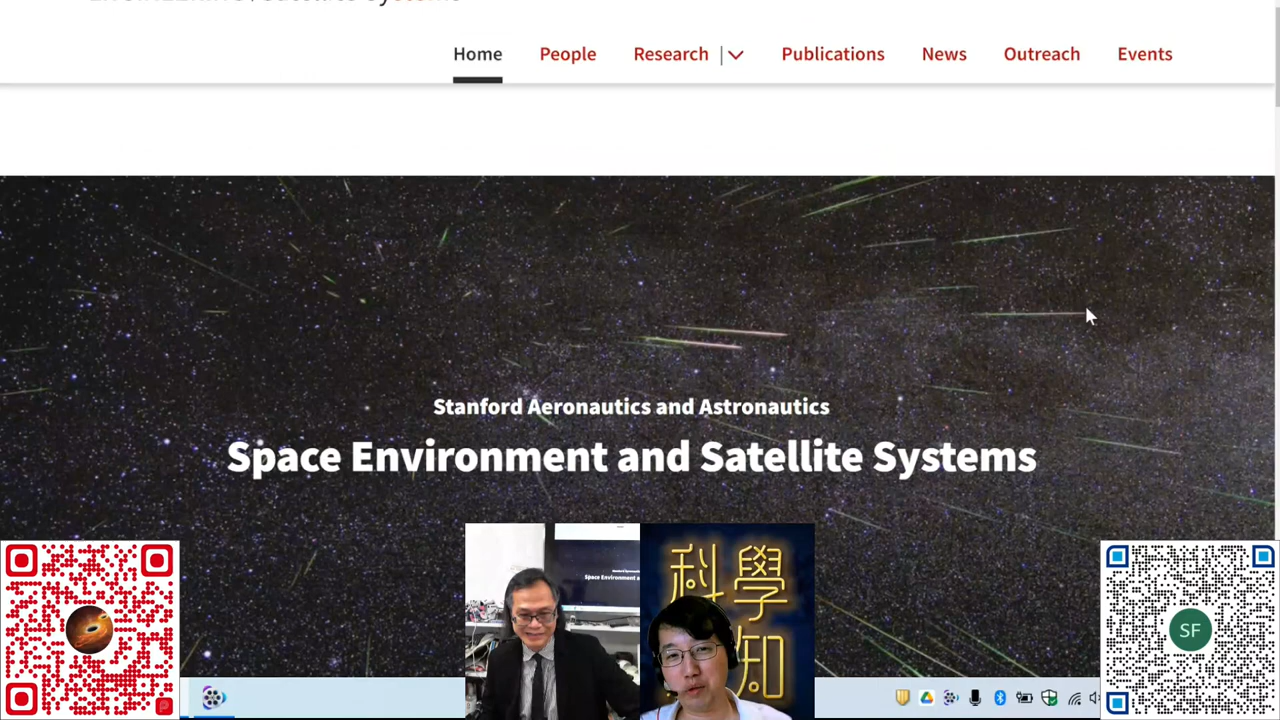 Home People Research Publications News Outreach Events
Stanford Aeronautics and Astronautics
Space Environment and Satellite Systems
科學
知
SF